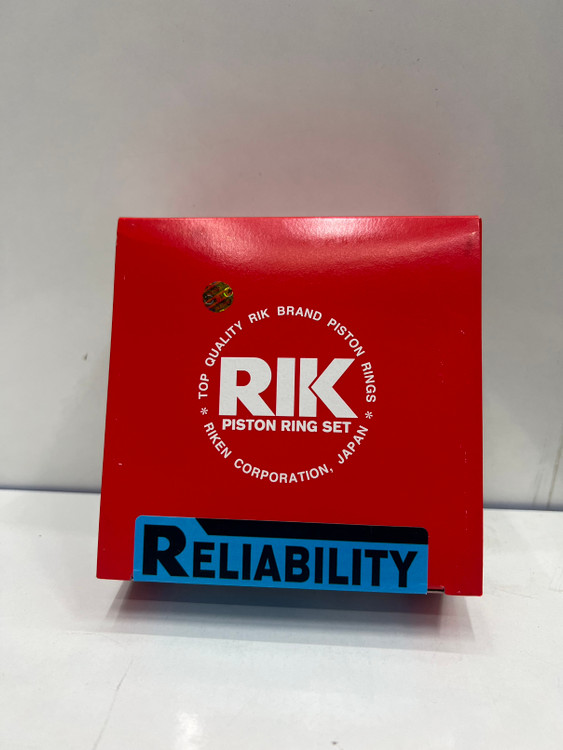 * TOP QUALITY RIK BRAND PISTON RINGS *
RIK
PISTON RING SET
RIKEN CORPORATION, JAPAN
RELIABILITY